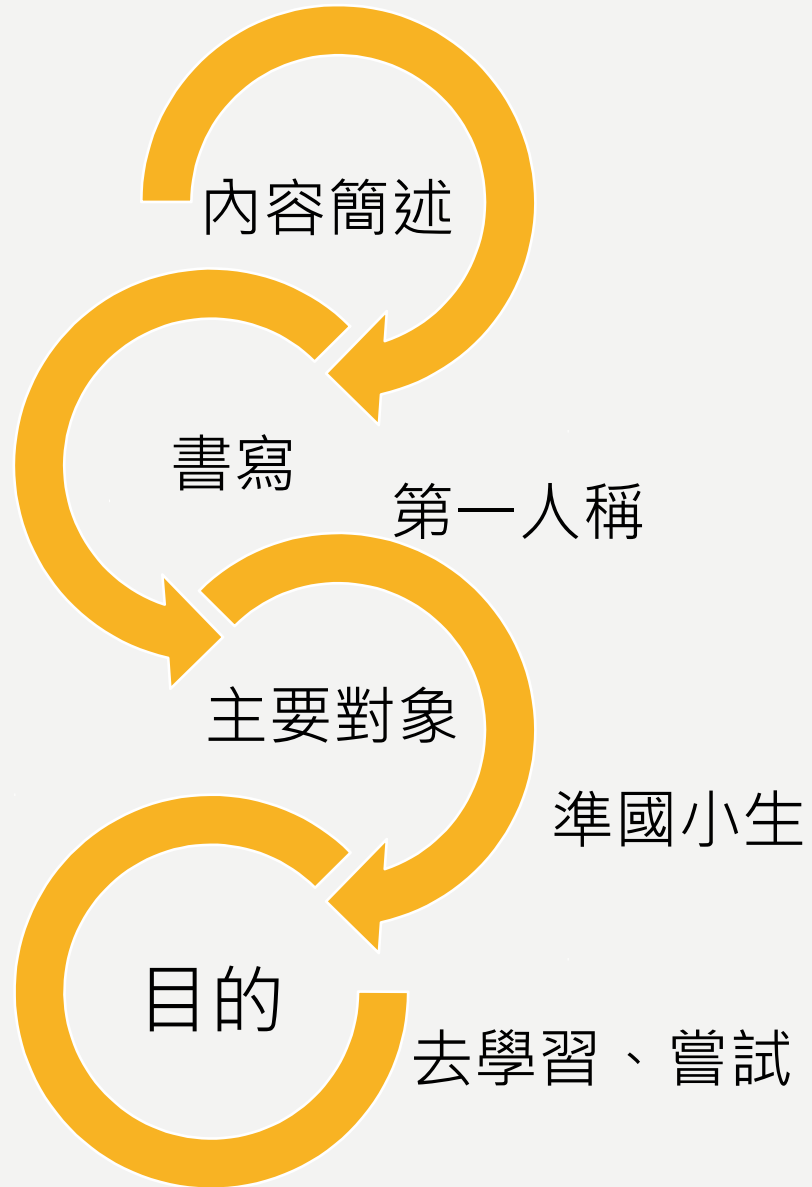 內容簡述
書寫
第一人稱
主要對象
準國小生
目的
去學習、嘗試